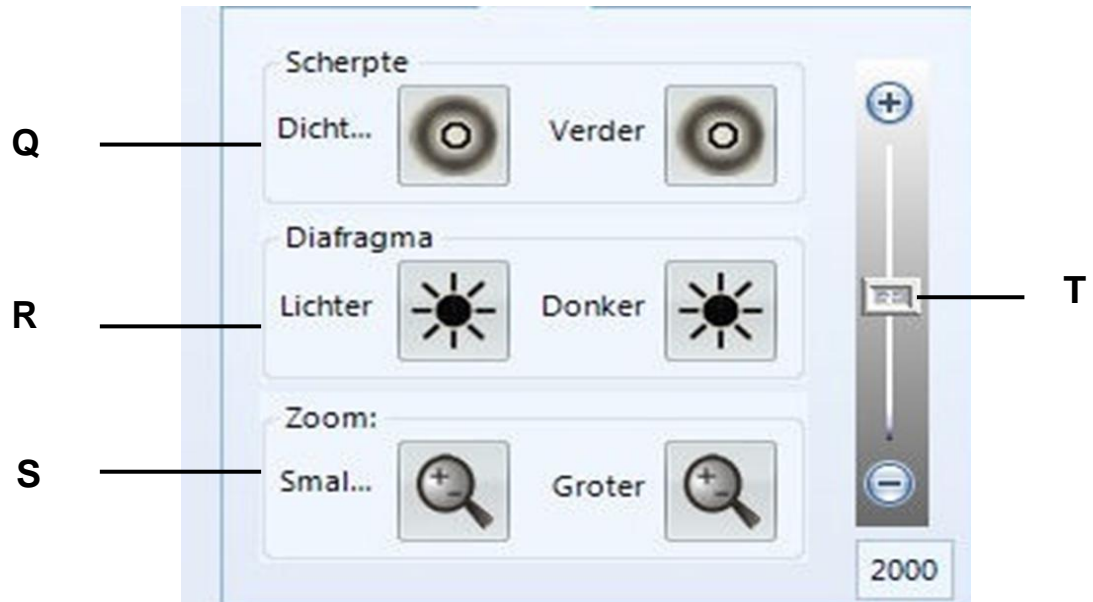 Scherpte
Q
Dicht...
Verder
Diafragma
R
Lichter
Donker
T
Zoom:
S
Smal...
Groter
2000